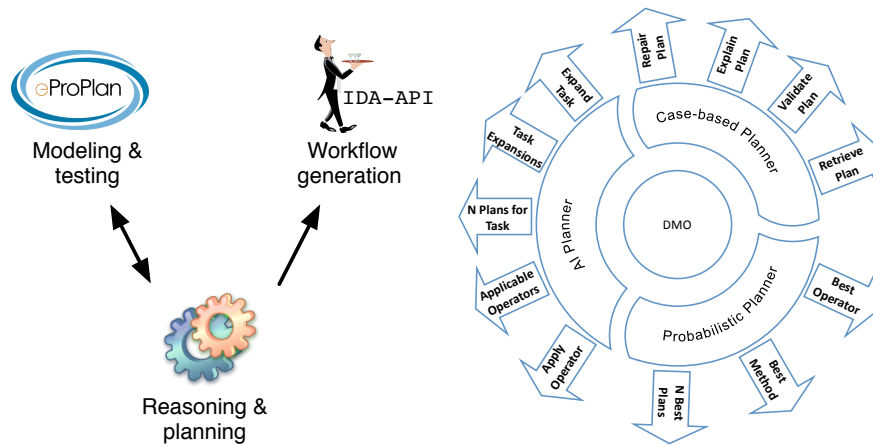 eProPlan
IDA-API
Modeling &
testing
Workflow
generation
Reasoning &
planning
Repair
Plan
Explain
Plan
Validate
Plan
Retrieve
Plan
Expand
Task
Task
Expansions
N Plans for
Task
Applicable
Operators
Apply
Operator
N Best
Plans
Best
Method
Best
Operator
Case-based Planner
AI Planner
Probabilistic Planner
DMO